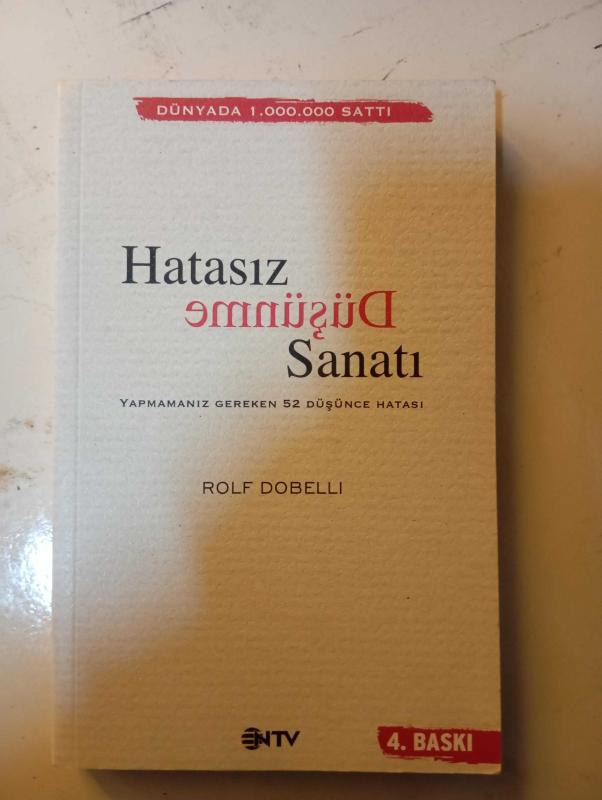 DÜNYADA 1.000.000 SATTI
Hatasız
Düşünme
Sanatı
YAPMAMANIZ GEREKEN 52 DÜŞÜNCE HATASI
ROLF DOBELLI
NTV
4. BASKI